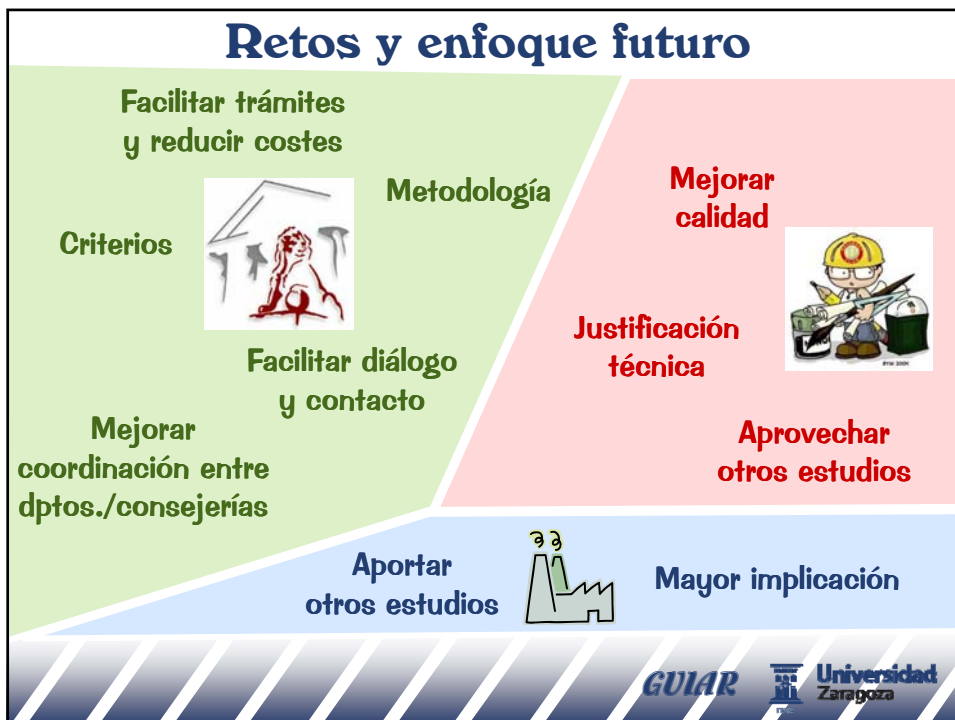 Retos y enfoque futuro
Facilitar trámites
y reducir costes
Metodología
Criterios
Facilitar diálogo
y contacto
Mejorar
coordinación entre
dptos./consejerías
Mejorar
calidad
Justificación
técnica
Aprovechar
otros estudios
Aportar
otros estudios
Mayor implicación
GUIAR
Universidad
Zaragoza